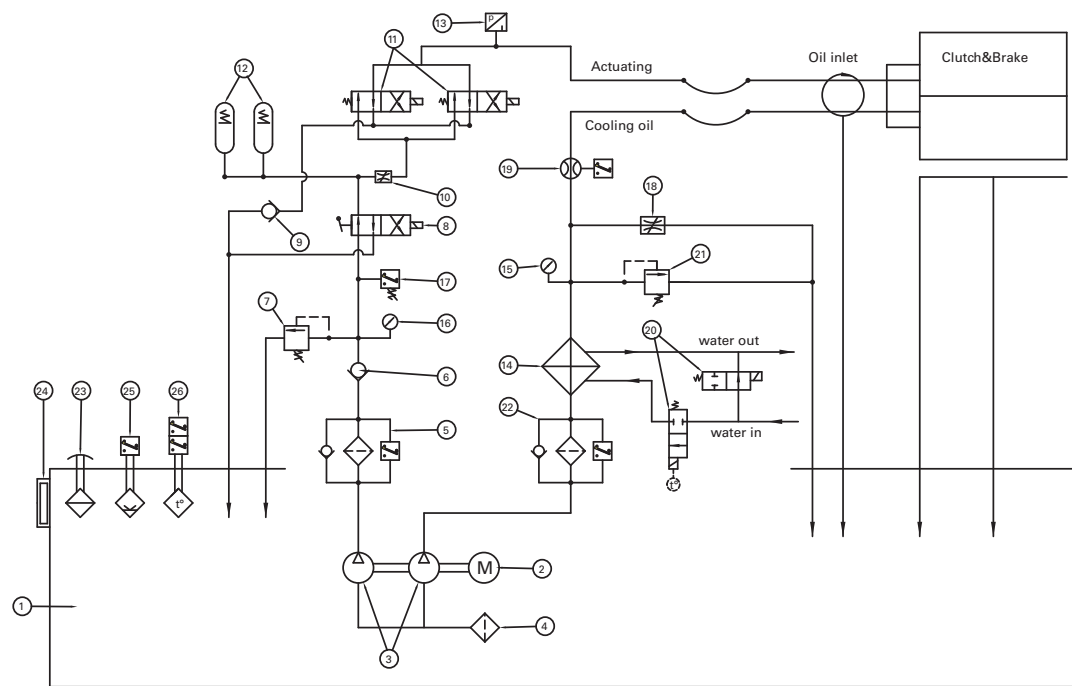 13
P
11
12
Oil inlet
Clutch&Brake
Actuating
Cooling oil
19
10
18
9
8
15
21
17
7
16
20
water out
14
6
24
23
25
26
22
5
water in
t°
t°
M
2
1
4
3